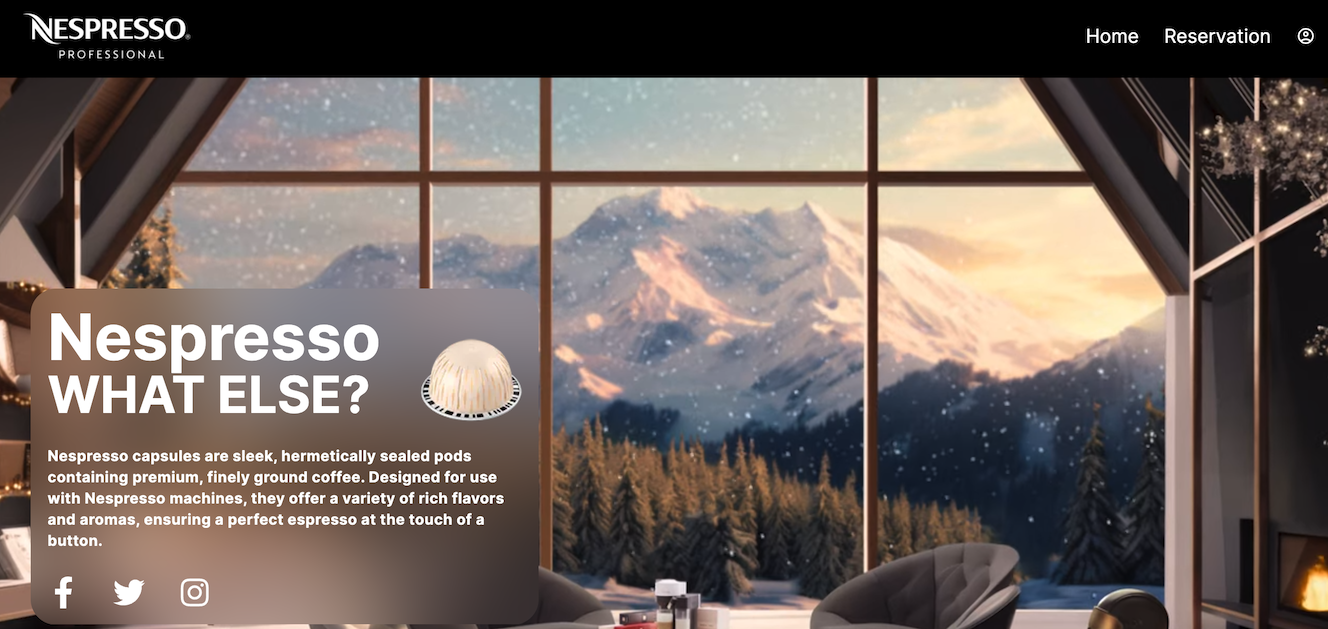 NESPRESSO®
PROFESSIONAL
Home Reservation
Nespresso
WHAT ELSE?
Nespresso capsules are sleek, hermetically sealed pods
containing premium, finely ground coffee. Designed for use
with Nespresso machines, they offer a variety of rich flavors
and aromas, ensuring a perfect espresso at the touch of a
button.